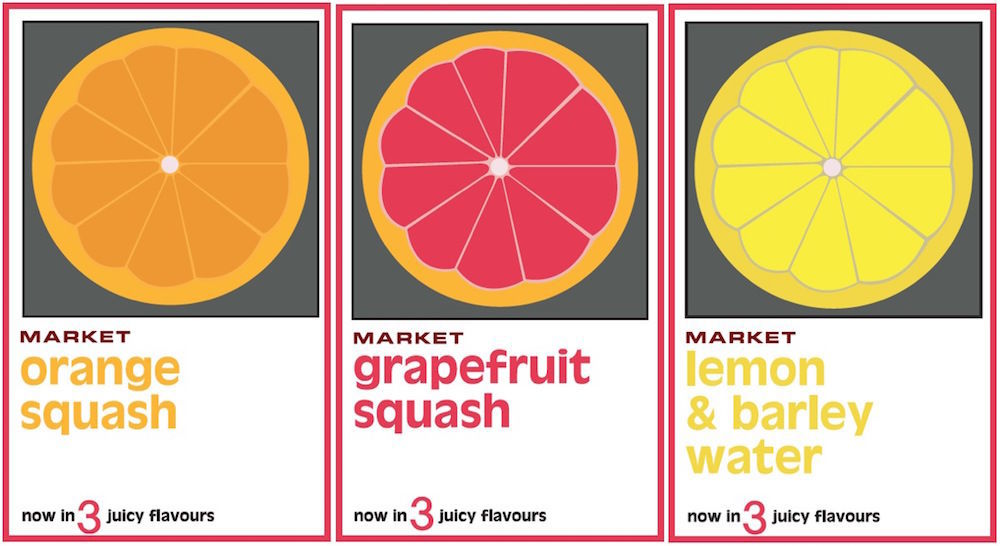 MARKET
orange
squash
now in 3 juicy flavours
MARKET
grapefruit
squash
now in 3 juicy flavours
MARKET
lemon
& barley
water
now in 3 juicy flavours